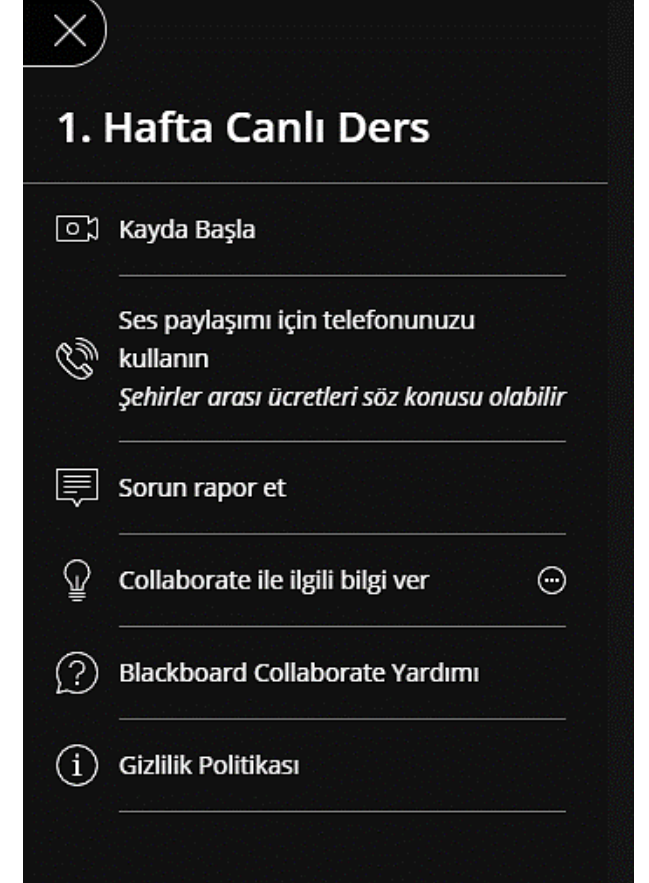 1. Hafta Canlı Ders
Kayda Başla
Ses paylaşımı için telefonunuzu
kullanın
Şehirler arası ücretleri söz konusu olabilir
Sorun rapor et
Collaborate ile ilgili bilgi ver
Blackboard Collaborate Yardımı
Gizlilik Politikası